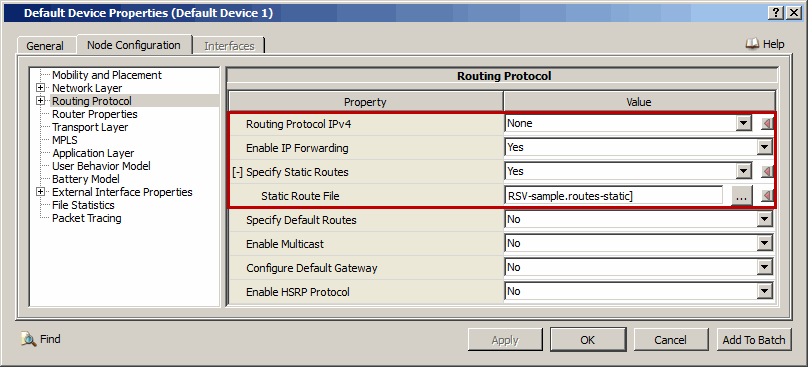 Default Device Properties (Default Device 1)
General
Node Configuration
Interfaces
Help
Mobility and Placement
Network Layer
Routing Protocol
Router Properties
Transport Layer
MPLS
Application Layer
User Behavior Model
Battery Model
External Interface Properties
File Statistics
Packet Tracing
Routing Protocol
Property Value
Routing Protocol IPv4 None
Enable IP Forwarding Yes
[-] Specify Static Routes Yes
Static Route File RSV-sample.routes-static] ...
Specify Default Routes No
Enable Multicast No
Configure Default Gateway No
Enable HSRP Protocol No
Find
Apply
OK
Cancel
Add To Batch